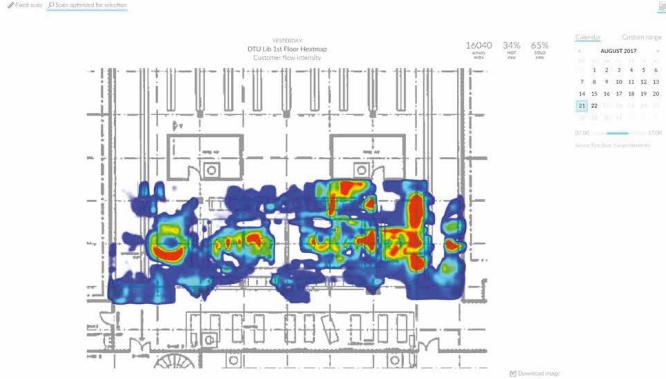 Fixed scale Scale optimized for selection
YESTERDAY
DTU Lib 1st Floor Heatmap
Customer flow intensity
16040 34% 65%
Calendar Custom range
AUGUST 2017
1 2 3 4 5 6
7 8 9 10 11 12 13
14 15 16 17 18 19 20
21 22
07:00 17:00
Download image